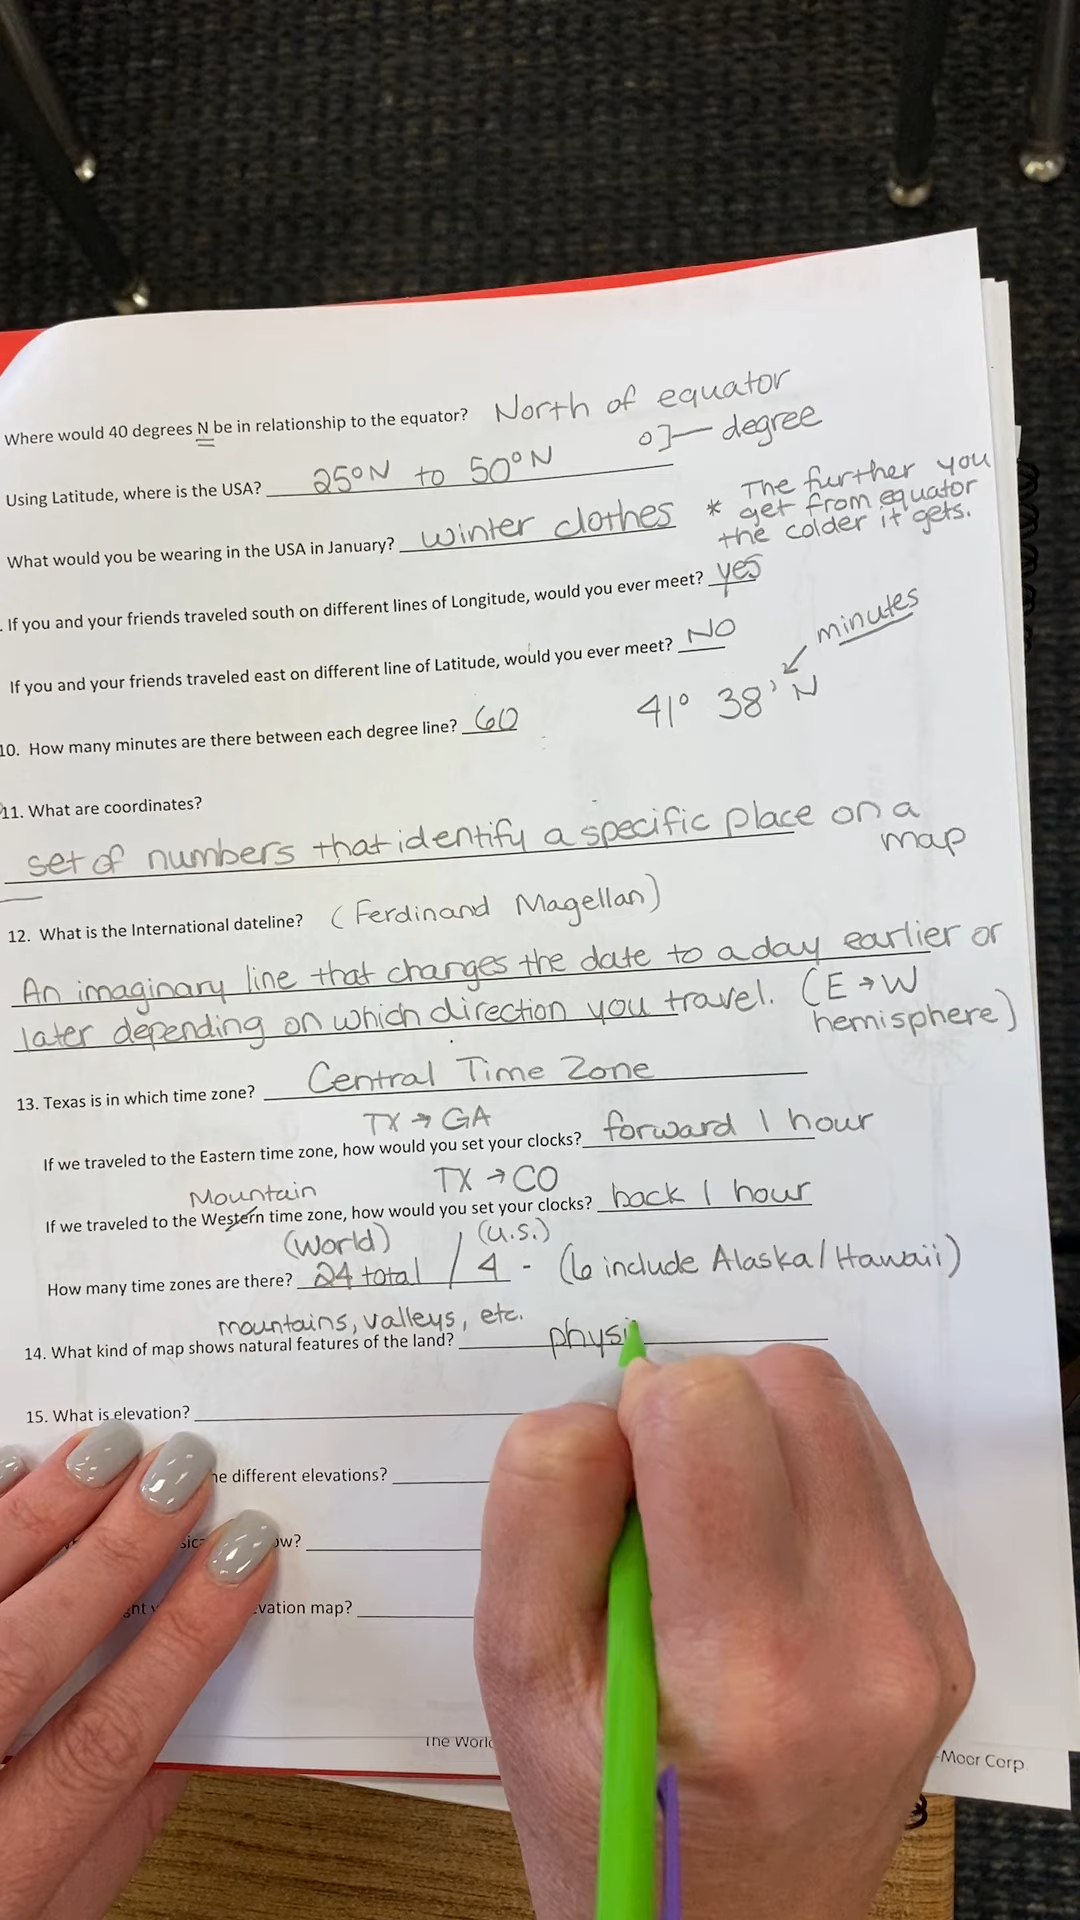 Where would 40 degrees N be in relationship to the equator? North of equator
o]— degree
Using Latitude, where is the USA? 25°N to 50°N
What would you be wearing in the USA in January? winter clothes
* The further you
get from equator
the colder it gets.
. If you and your friends traveled south on different lines of Longitude, would you ever meet? yes
If you and your friends traveled east on different line of Latitude, would you ever meet? NO
minutes
41° 38' N
10. How many minutes are there between each degree line? 60
11. What are coordinates?
set of numbers that identify a specific place on a
map
12. What is the International dateline? (Ferdinand Magellan)
An imaginary line that changes the date to a day earlier or
later depending on which direction you travel. (E → W
hemisphere)
13. Texas is in which time zone? Central Time Zone
TX → GA
If we traveled to the Eastern time zone, how would you set your clocks? forward 1 hour
Mountain TX → CO
If we traveled to the Western time zone, how would you set your clocks? back 1 hour
(World) (U.S.)
How many time zones are there? 24 total / 4 - (6 include Alaska/Hawaii)
mountains, valleys, etc.
14. What kind of map shows natural features of the land? physi
15. What is elevation?
he different elevations?
ow?
vation map?
The World
-Moor Corp